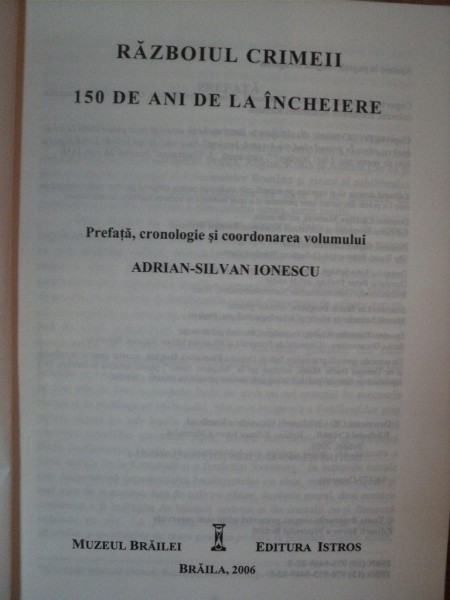 RĂZBOIUL CRIMEII
150 DE ANI DE LA ÎNCHEIERE
Prefață, cronologie și coordonarea volumului
ADRIAN-SILVAN IONESCU
MUZEUL BRĂILEI EDITURA ISTROS
BRĂILA, 2006